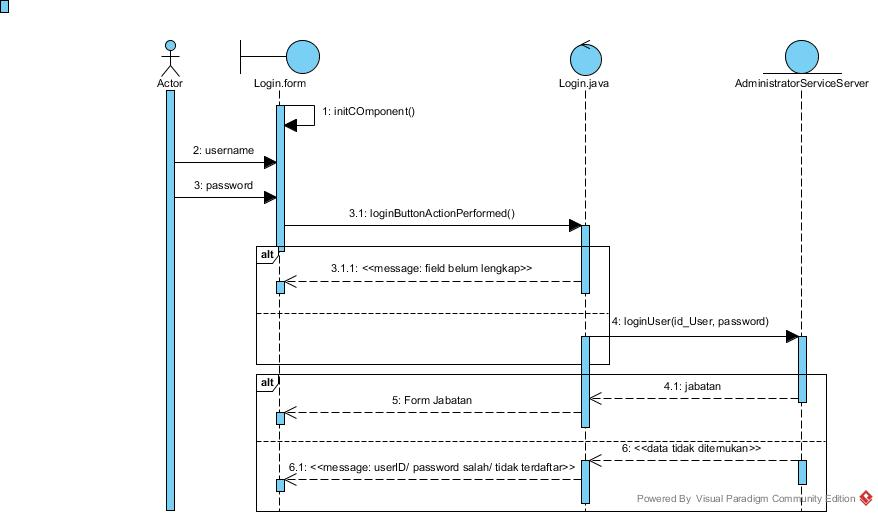 Actor
Login.form
Login.java
AdministratorServiceServer
1: initCOmponent()
2: username
3: password
3.1: loginButtonActionPerformed()
alt
3.1.1: <<message: field belum lengkap>>
4: loginUser(id_User, password)
alt
4.1: jabatan
5: Form Jabatan
6: <<data tidak ditemukan>>
6.1: <<message: userID/ password salah/ tidak terdaftar>>
Powered By Visual Paradigm Community Edition